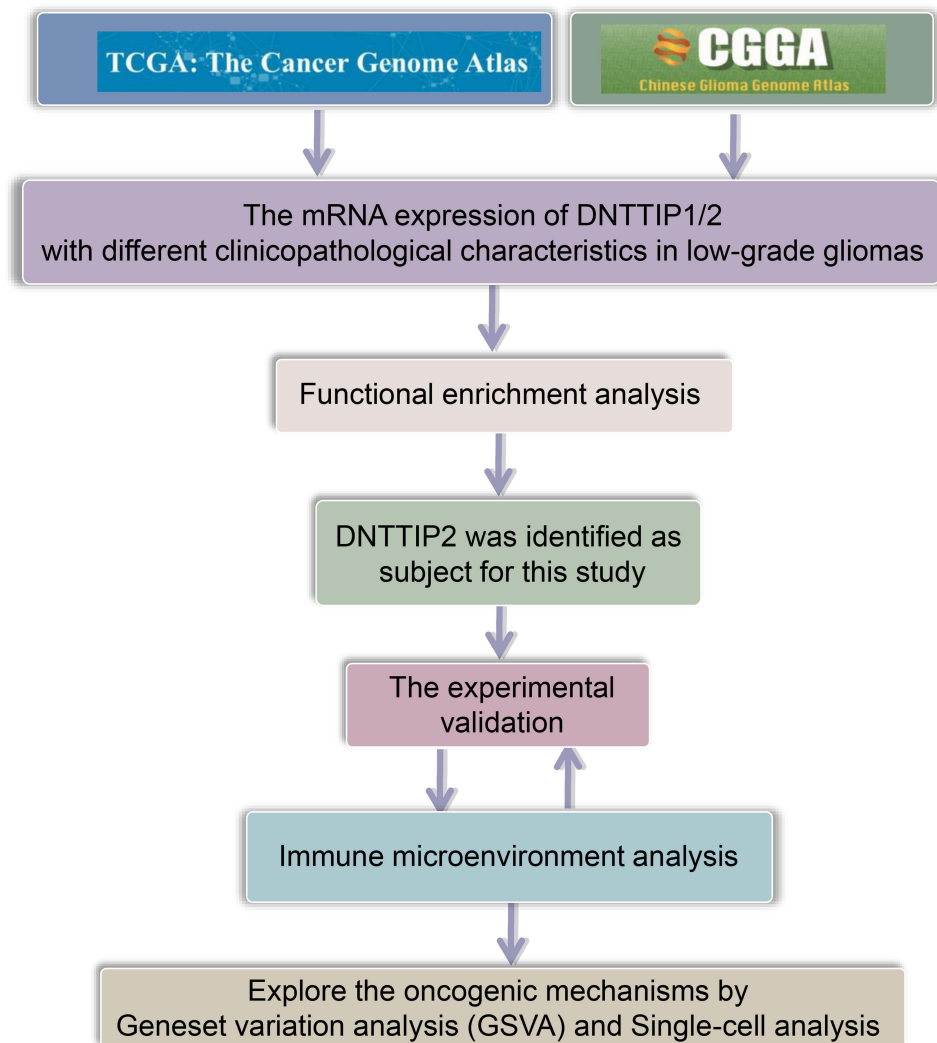 TCGA: The Cancer Genome Atlas
CGGA
Chinese Glioma Genome Atlas
The mRNA expression of DNTTIP1/2
with different clinicopathological characteristics in low-grade gliomas
Functional enrichment analysis
DNTTIP2 was identified as
subject for this study
The experimental
validation
Immune microenvironment analysis
Explore the oncogenic mechanisms by
Geneset variation analysis (GSVA) and Single-cell analysis